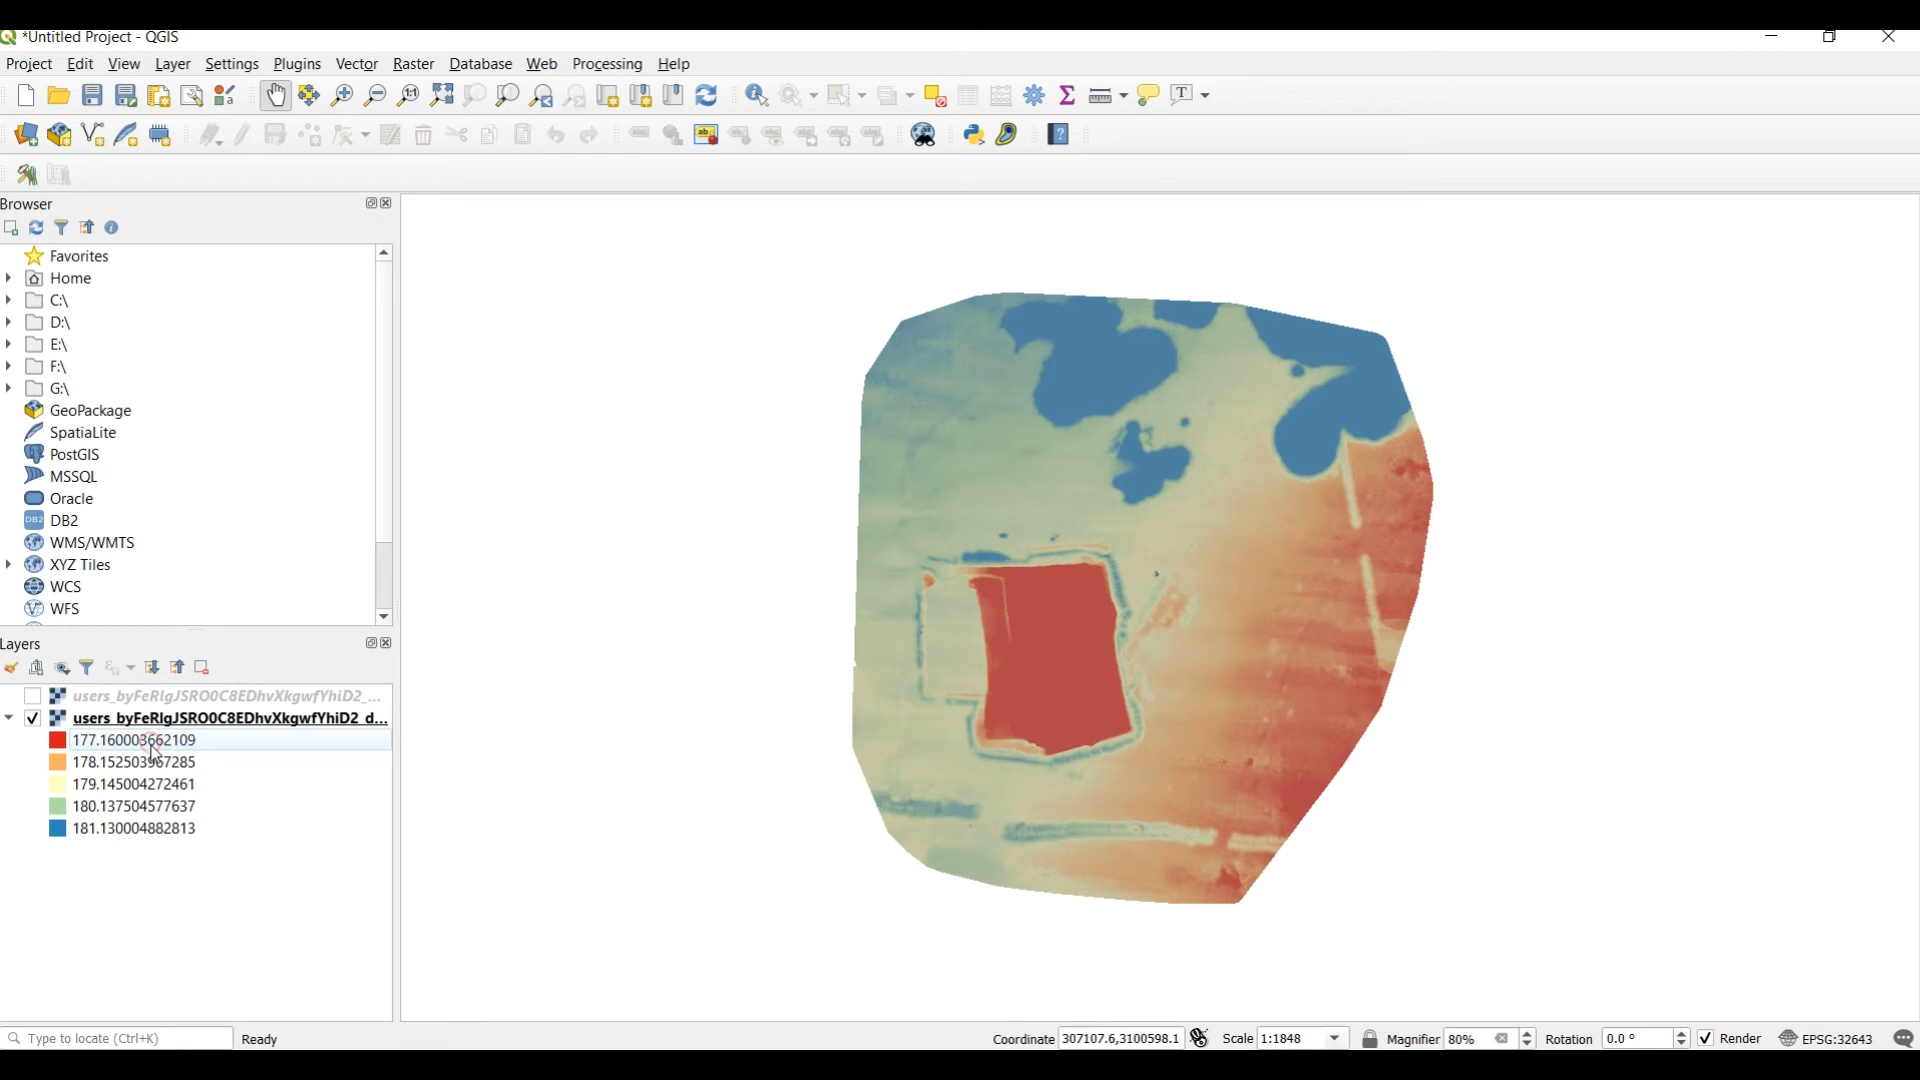 *Untitled Project - QGIS
Project Edit View Layer Settings Plugins Vector Raster Database Web Processing Help
Browser
Favorites
Home
C:\
D:\
E:\
F:\
G:\
GeoPackage
SpatiaLite
PostGIS
MSSQL
Oracle
DB2
WMS/WMTS
XYZ Tiles
WCS
WFS
Layers
users_byFeRlgJSRO0C8EDhvXkgwfYhiD2_...
users_byFeRlgJSRO0C8EDhvXkgwfYhiD2_d...
177.160003662109
178.152503967285
179.145004272461
180.137504577637
181.130004882813
Type to locate (Ctrl+K) Ready Coordinate 307107.6,3100598.1 Scale 1:1848 Magnifier 80% Rotation 0.0 ° Render EPSG:32643